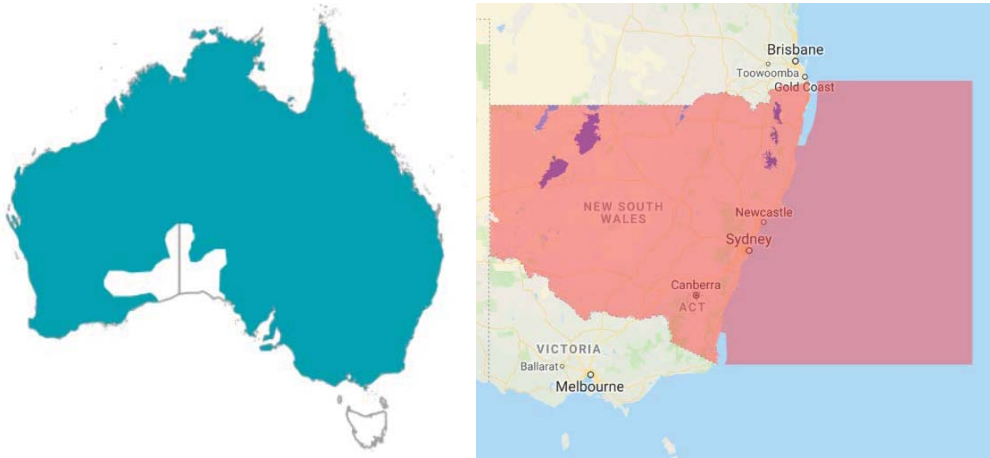 Brisbane
Toowoomba
Gold Coast
NEW SOUTH
WALES
Newcastle
Sydney
Canberra
ACT
VICTORIA
Ballarat
Melbourne